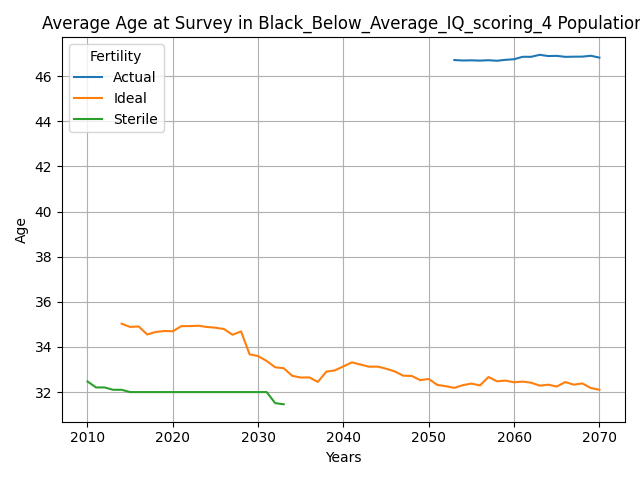 Average Age at Survey in Black_Below_Average_IQ_scoring_4 Population
Fertility
Actual
Ideal
Sterile
46
44
42
40
38
36
34
32
Age
2010
2020
2030
2040
2050
2060
2070
Years